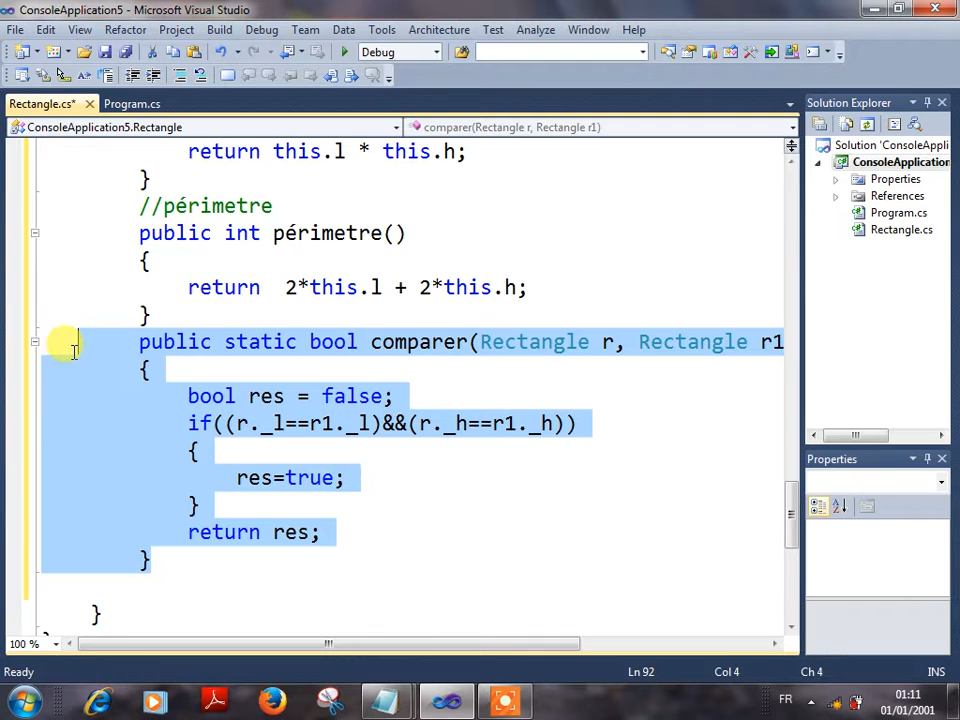 ConsoleApplication5 - Microsoft Visual Studio
File Edit View Refactor Project Build Debug Team Data Tools Architecture Test Analyze Window Help
Debug
Rectangle.cs* Program.cs
Solution Explorer
ConsoleApplication5.Rectangle comparer(Rectangle r, Rectangle r1)
Solution 'ConsoleAppli
ConsoleApplication
Properties
References
Program.cs
Rectangle.cs
return this.l * this.h;
}
//périmetre
public int périmetre()
{
return 2*this.l + 2*this.h;
}
public static bool comparer(Rectangle r, Rectangle r1
{
bool res = false;
if((r._l==r1._l)&&(r._h==r1._h))
{
res=true;
}
return res;
}
}
Properties
100 %
Ready Ln 92 Col 4 Ch 4 INS
FR 01:11
01/01/2001